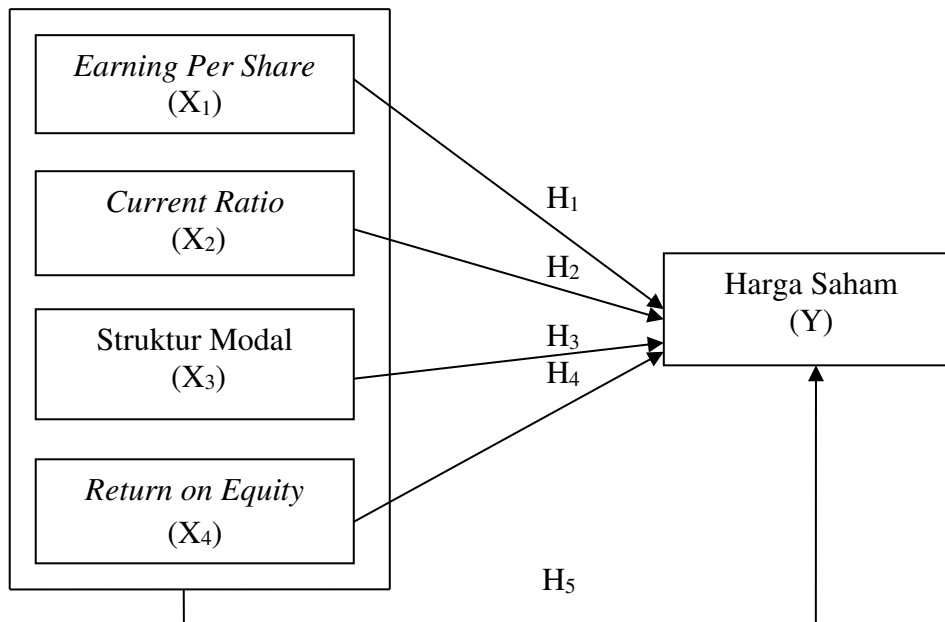 Earning Per Share
(X₁)
Current Ratio
(X₂)
Struktur Modal
(X₃)
Return on Equity
(X₄)
H₁
H₂
H₃
H₄
Harga Saham
(Y)
H₅